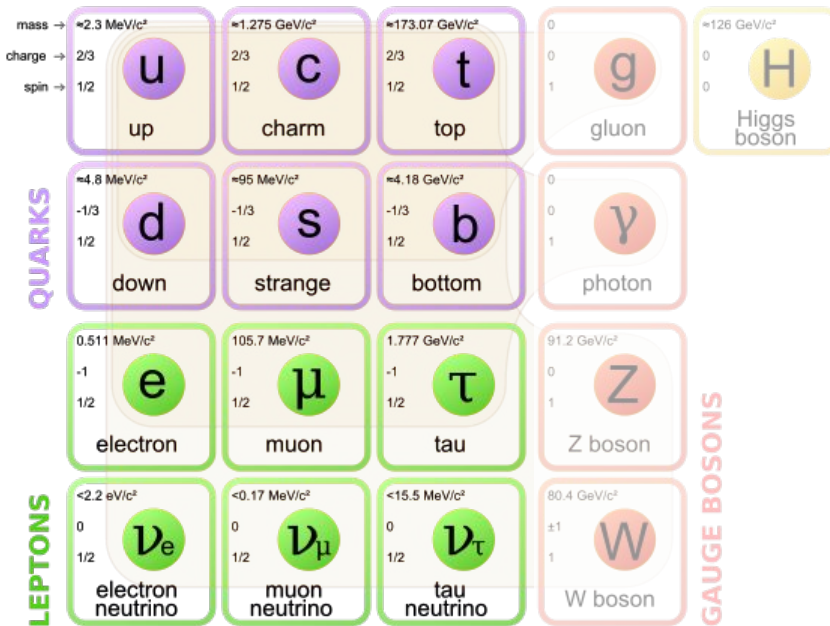 mass → ≈2.3 MeV/c² ≈1.275 GeV/c² ≈173.07 GeV/c² 0 ≈126 GeV/c²
charge → 2/3 2/3 2/3 0 0
u c t g H
spin → 1/2 1/2 1/2 1 0
up charm top gluon Higgs
boson
≈4.8 MeV/c² ≈95 MeV/c² ≈4.18 GeV/c² 0
-1/3 -1/3 -1/3 0
d s b γ
1/2 1/2 1/2 1
down strange bottom photon
QUARKS
0.511 MeV/c² 105.7 MeV/c² 1.777 GeV/c² 91.2 GeV/c²
-1 -1 -1 0
e μ τ Z
1/2 1/2 1/2 1
electron muon tau Z boson
<2.2 eV/c² <0.17 MeV/c² <15.5 MeV/c² 80.4 GeV/c²
0 0 0 ±1
νe νμ ντ W
1/2 1/2 1/2 1
electron muon tau W boson
neutrino neutrino neutrino
LEPTONS
GAUGE BOSONS